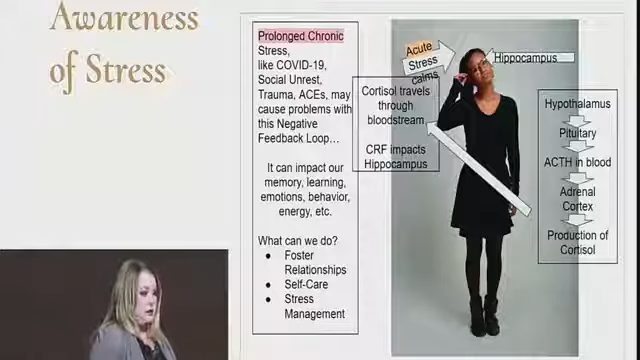 Awareness
of Stress
Prolonged Chronic
Stress,
like COVID-19,
Social Unrest,
Trauma, ACEs, may
cause problems with
this Negative
Feedback Loop…
It can impact our
memory, learning,
emotions, behavior,
energy, etc.
What can we do?
● Foster
Relationships
● Self-Care
● Stress
Management
Acute
Stress
calms
Cortisol travels
through
bloodstream
CRF impacts
Hippocampus
Hippocampus
Hypothalamus
Pituitary
ACTH in blood
Adrenal
Cortex
Production of
Cortisol